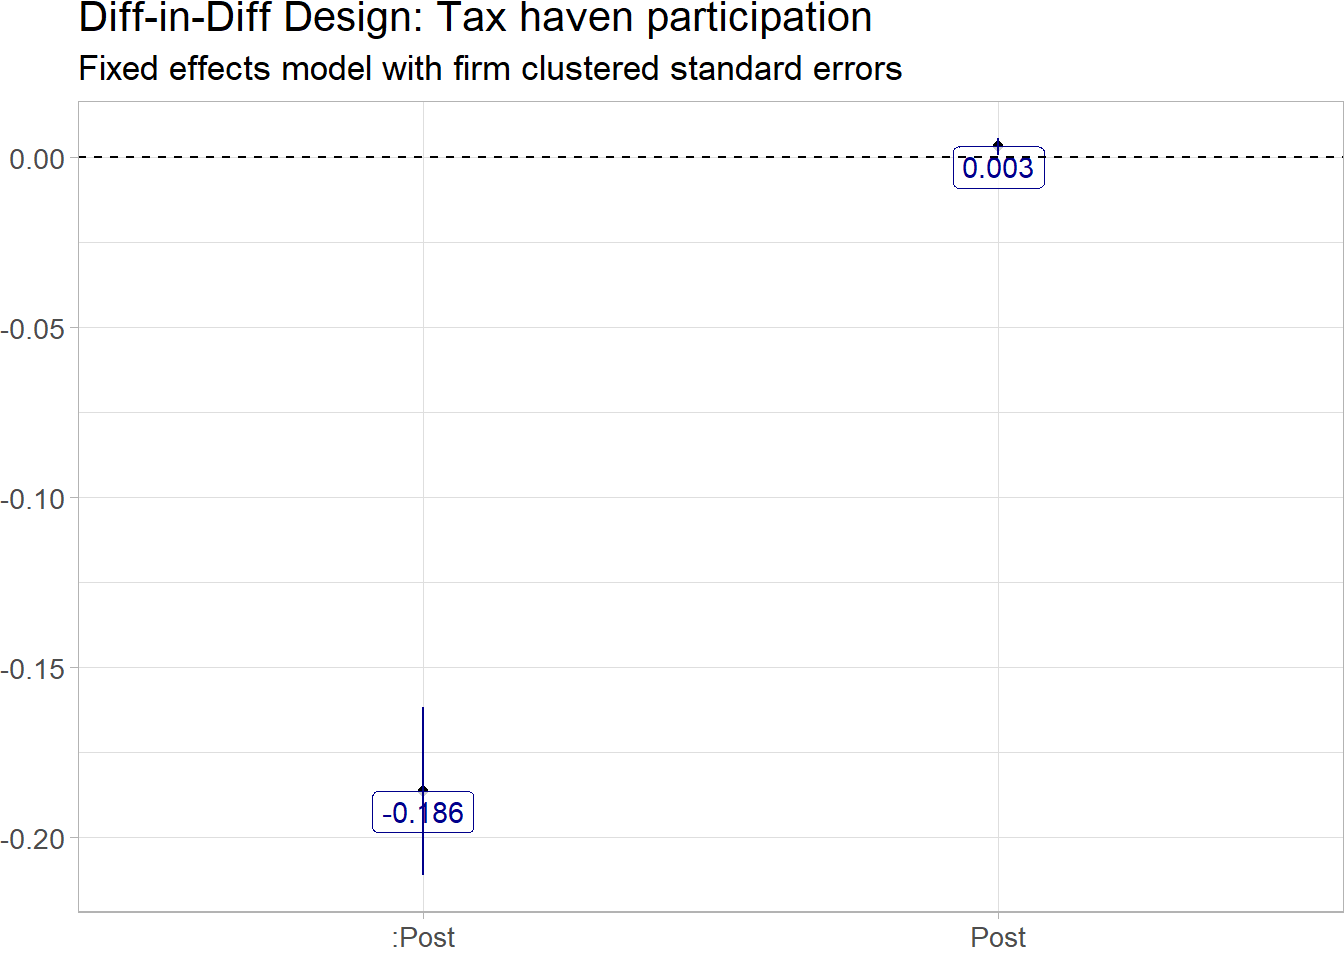 Diff-in-Diff Design: Tax haven participation
Fixed effects model with firm clustered standard errors
0.00
0.003
-0.05
-0.10
-0.15
-0.186
-0.20
:Post
Post